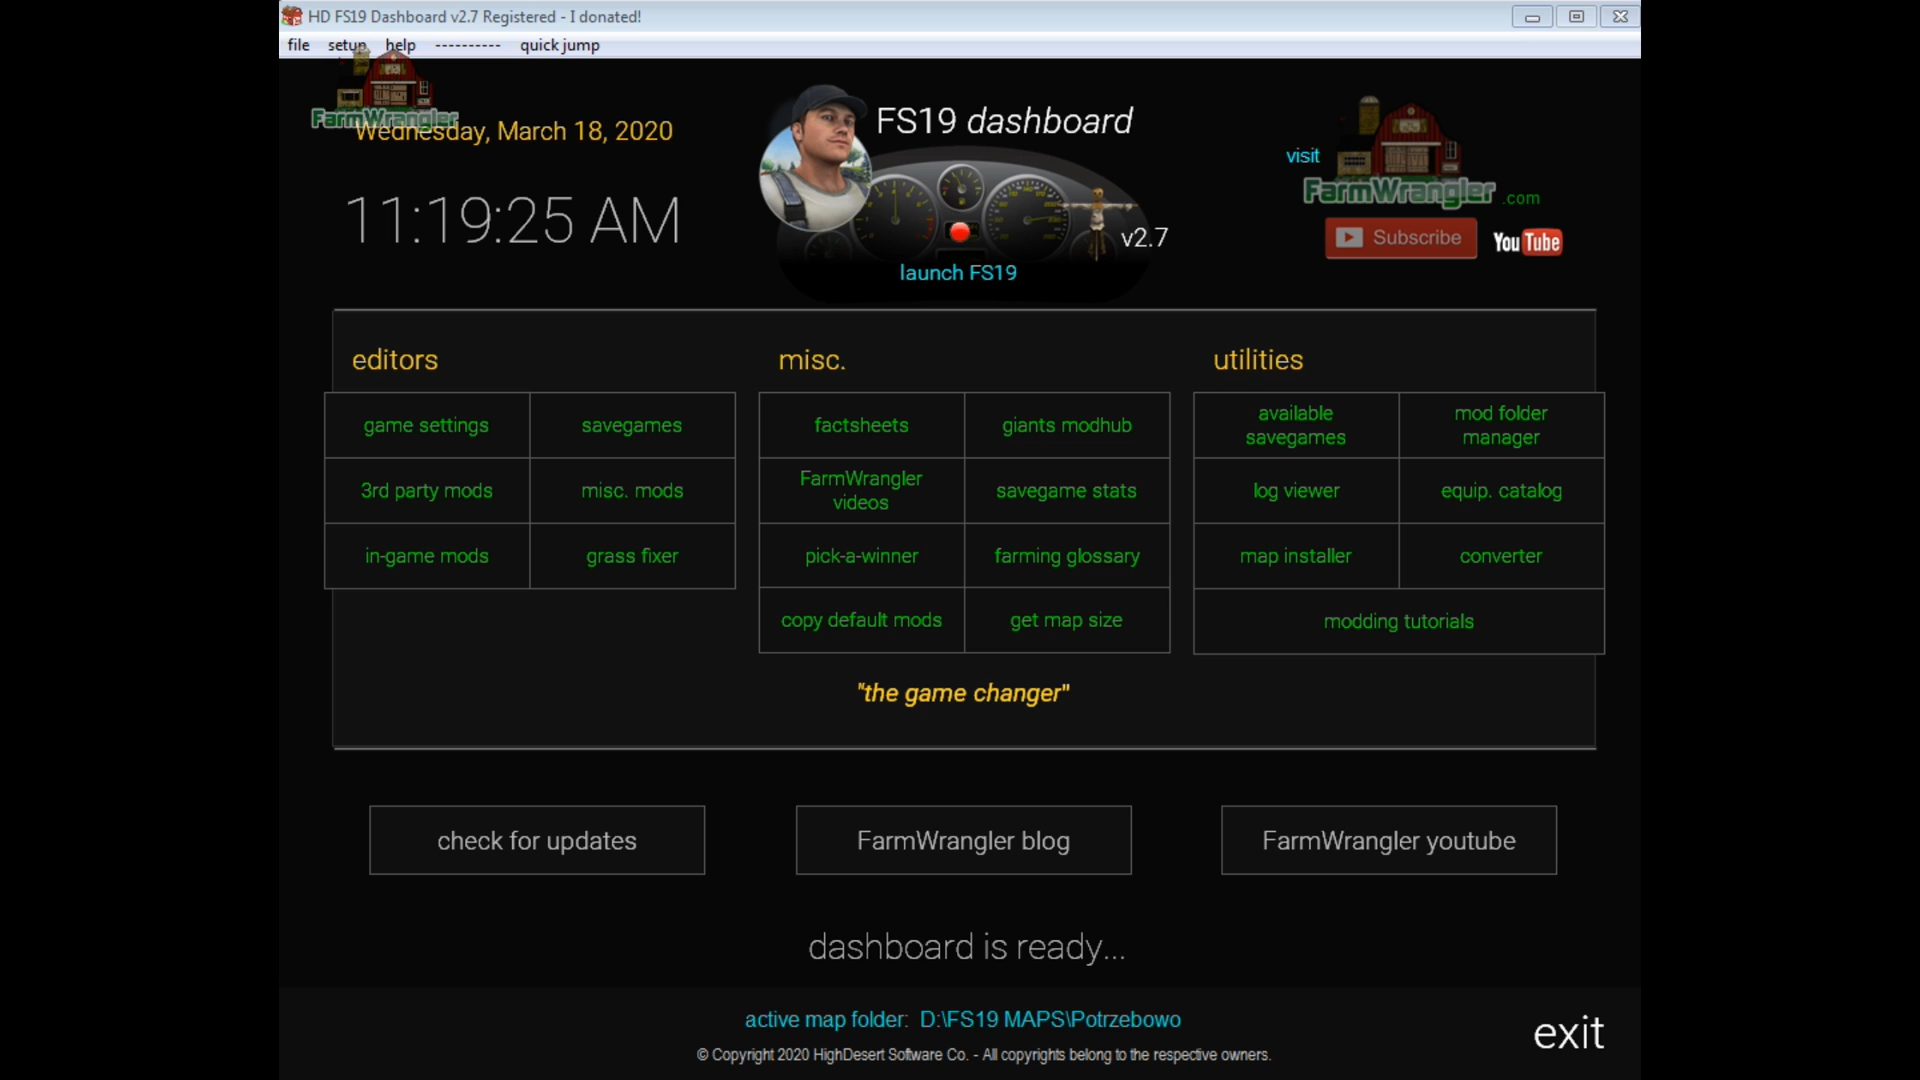 HD FS19 Dashboard v2.7 Registered - I donated!
file setup help ---------- quick jump
FarmWrangler
Wednesday, March 18, 2020
11:19:25 AM
FS19 dashboard
v2.7
launch FS19
visit
FarmWrangler .com
Subscribe
YouTube
editors
game settings
savegames
3rd party mods
misc. mods
in-game mods
grass fixer
misc.
factsheets
giants modhub
FarmWrangler
videos
savegame stats
pick-a-winner
farming glossary
copy default mods
get map size
utilities
available
savegames
mod folder
manager
log viewer
equip. catalog
map installer
converter
modding tutorials
"the game changer"
check for updates
FarmWrangler blog
FarmWrangler youtube
dashboard is ready...
active map folder: D:\FS19 MAPS\Potrzebowo
© Copyright 2020 HighDesert Software Co. - All copyrights belong to the respective owners.
exit